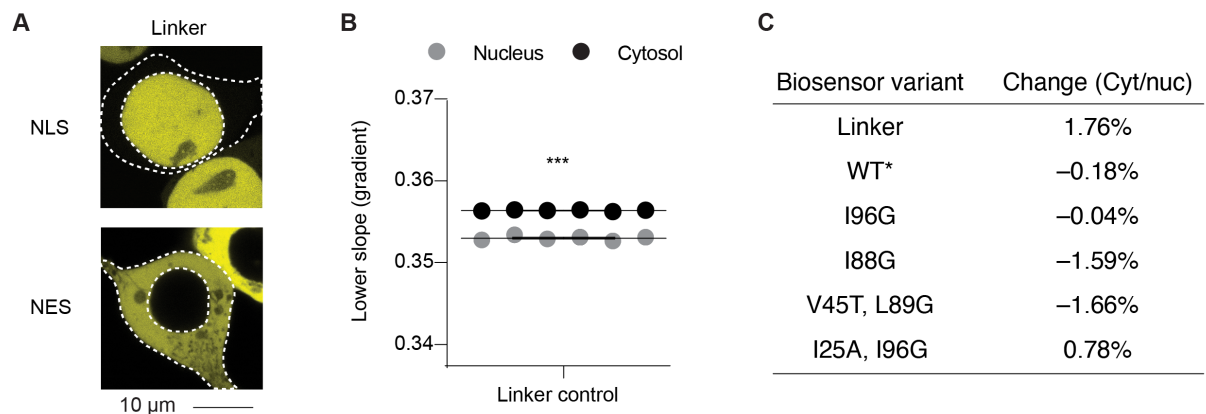 A
Linker
NLS
NES
10 μm
B
Nucleus
Cytosol
Lower slope (gradient)
0.37
0.36
0.35
0.34
***
Linker control
C
Biosensor variant Change (Cyt/nuc)
Linker 1.76%
WT* –0.18%
I96G –0.04%
I88G –1.59%
V45T, L89G –1.66%
I25A, I96G 0.78%